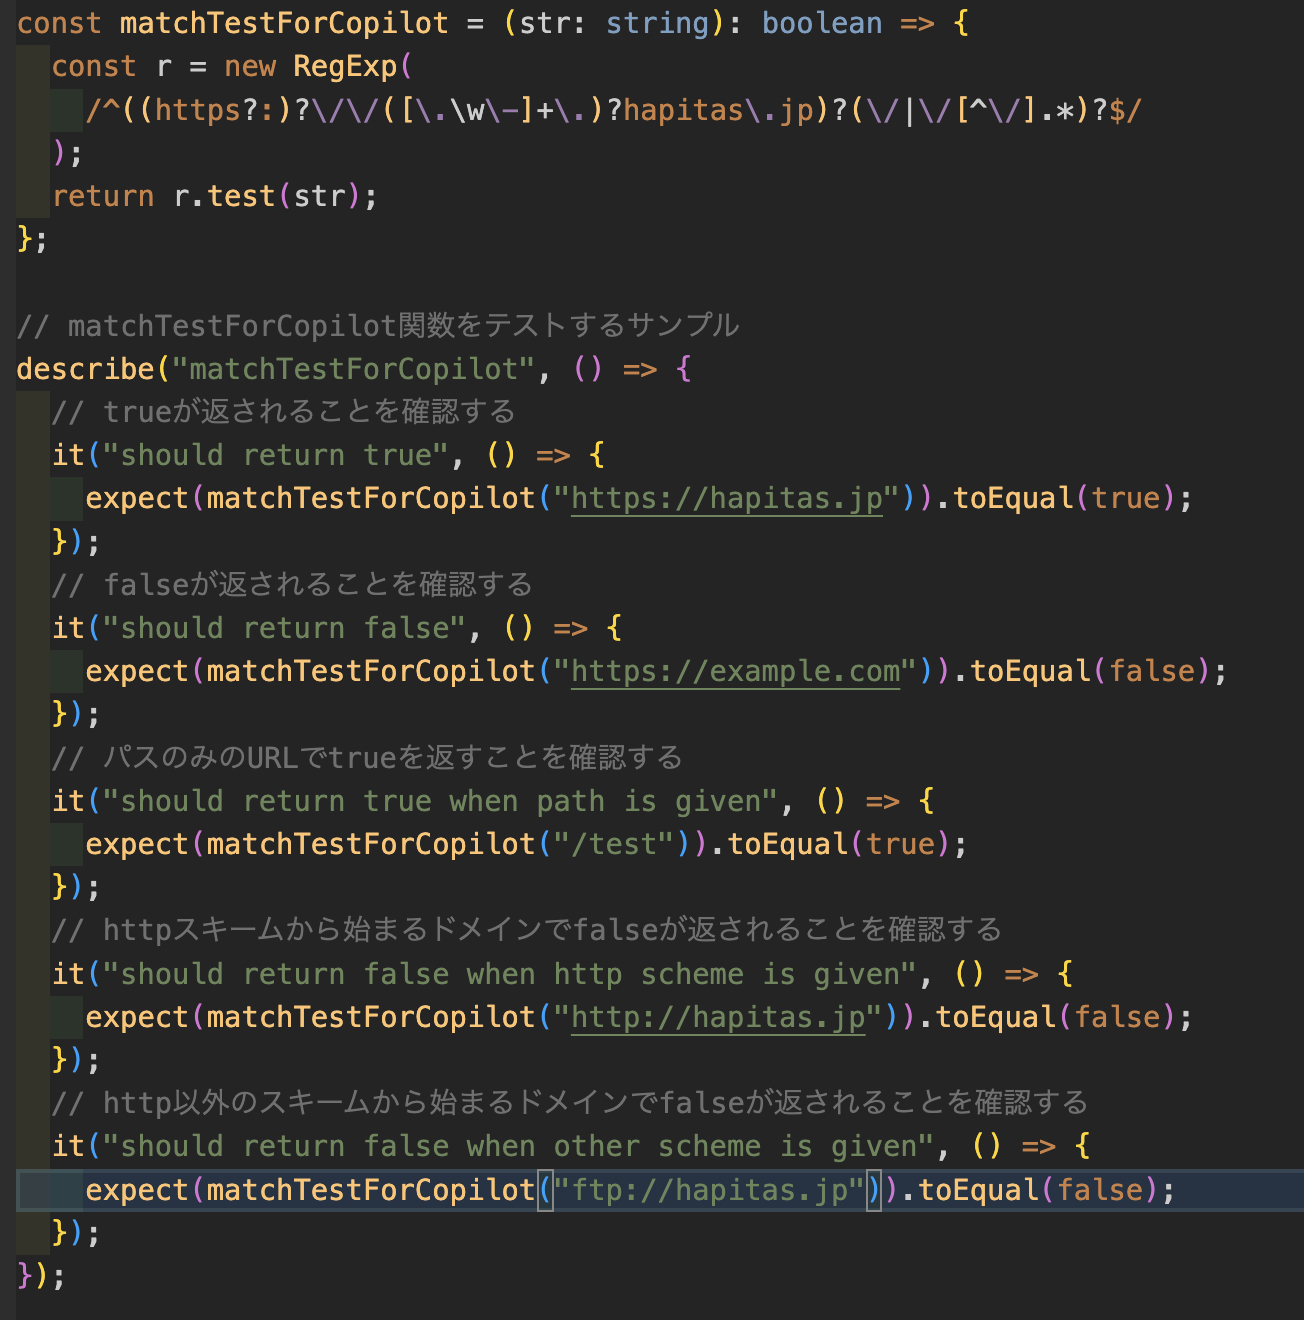 const matchTestForCopilot = (str: string): boolean => {
  const r = new RegExp(
    /^((https?:)?\/\/([\.\w\-]+\.)?hapitas\.jp)?(\/|\/[^\/].*)?$/
  );
  return r.test(str);
};

// matchTestForCopilot関数をテストするサンプル
describe("matchTestForCopilot", () => {
  // trueが返されることを確認する
  it("should return true", () => {
    expect(matchTestForCopilot("https://hapitas.jp")).toEqual(true);
  });
  // falseが返されることを確認する
  it("should return false", () => {
    expect(matchTestForCopilot("https://example.com")).toEqual(false);
  });
  // パスのみのURLでtrueを返すことを確認する
  it("should return true when path is given", () => {
    expect(matchTestForCopilot("/test")).toEqual(true);
  });
  // httpスキームから始まるドメインでfalseが返されることを確認する
  it("should return false when http scheme is given", () => {
    expect(matchTestForCopilot("http://hapitas.jp")).toEqual(false);
  });
  // http以外のスキームから始まるドメインでfalseが返されることを確認する
  it("should return false when other scheme is given", () => {
    expect(matchTestForCopilot("ftp://hapitas.jp")).toEqual(false);
  });
});